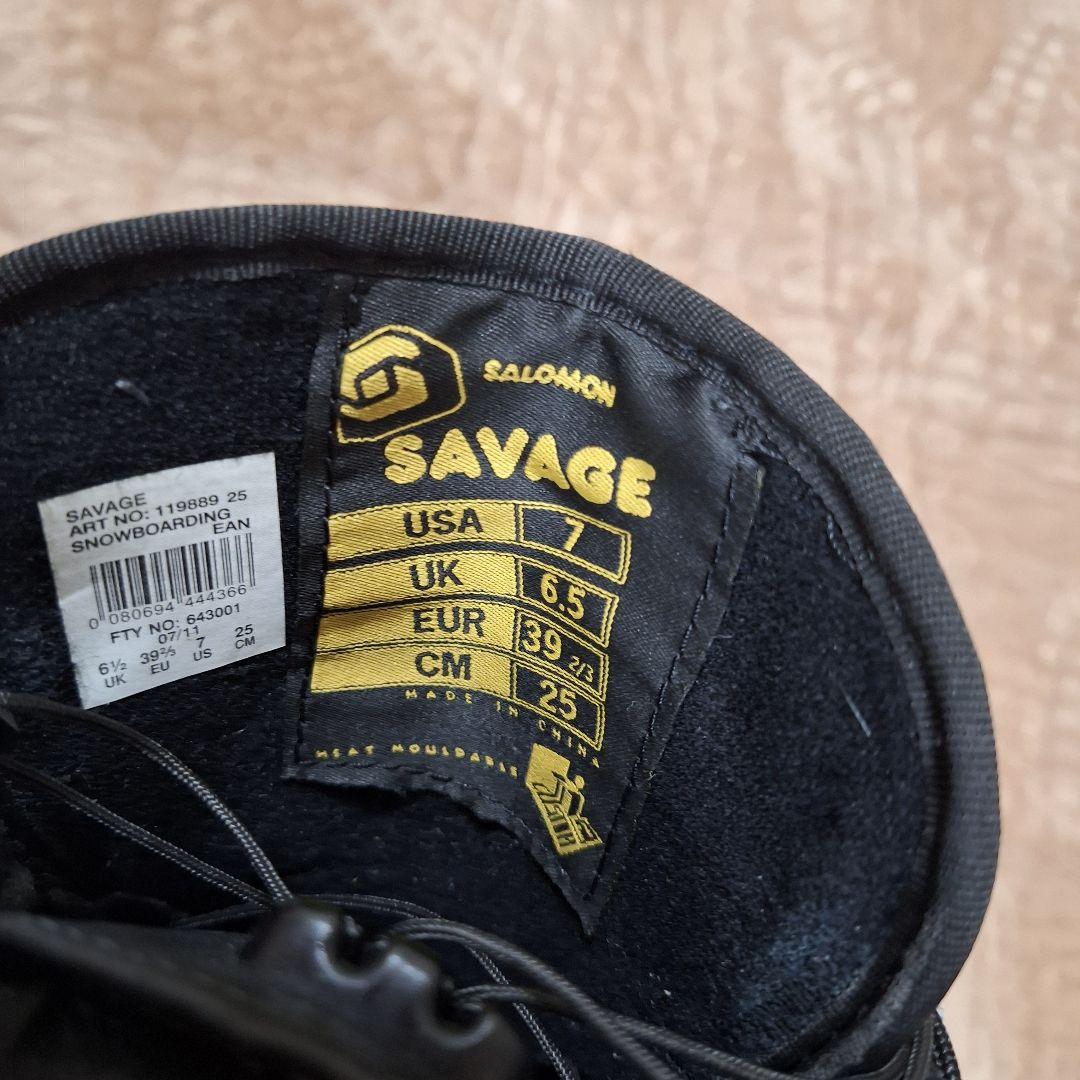 SAVAGE
ART NO: 119889 25
SNOWBOARDING
EAN
0 080694 444366
FTY NO: 643001
07/11
6½ 39⅔ 7 25
UK EU US CM
SALOMON
SAVAGE
USA 7
UK 6.5
EUR 39 2/3
CM 25
MADE IN CHINA
HEAT MOULDABLE